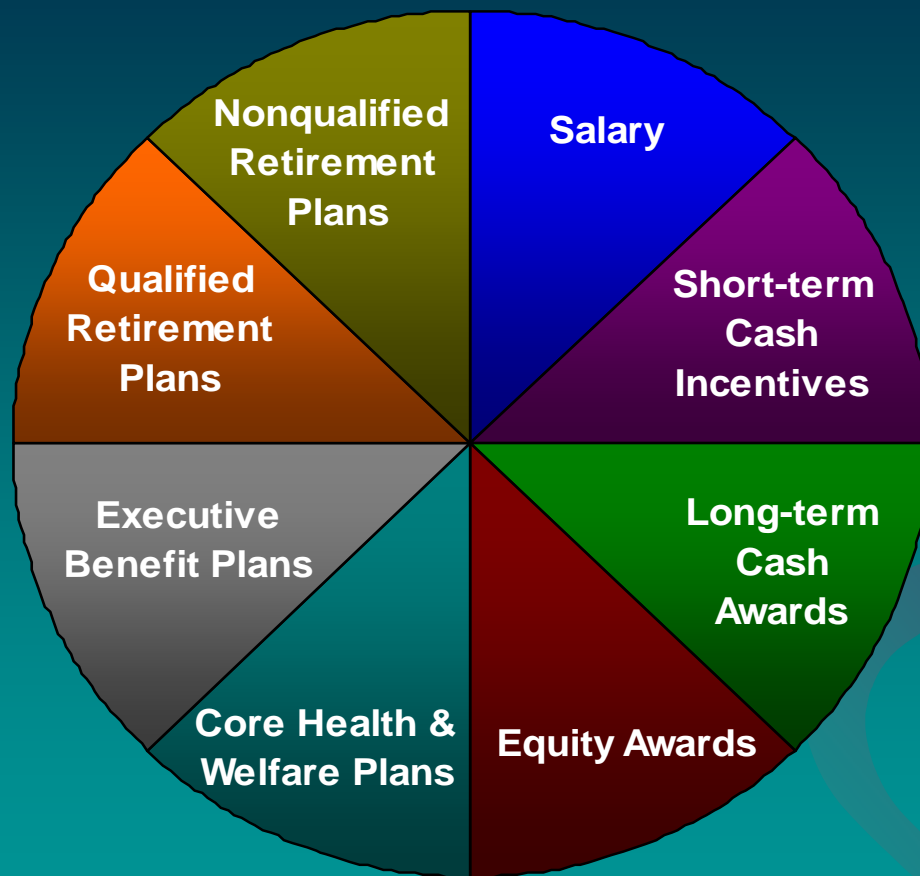 Salary
Short-term
Cash
Incentives
Long-term
Cash
Awards
Equity Awards
Core Health &
Welfare Plans
Executive
Benefit Plans
Qualified
Retirement
Plans
Nonqualified
Retirement
Plans